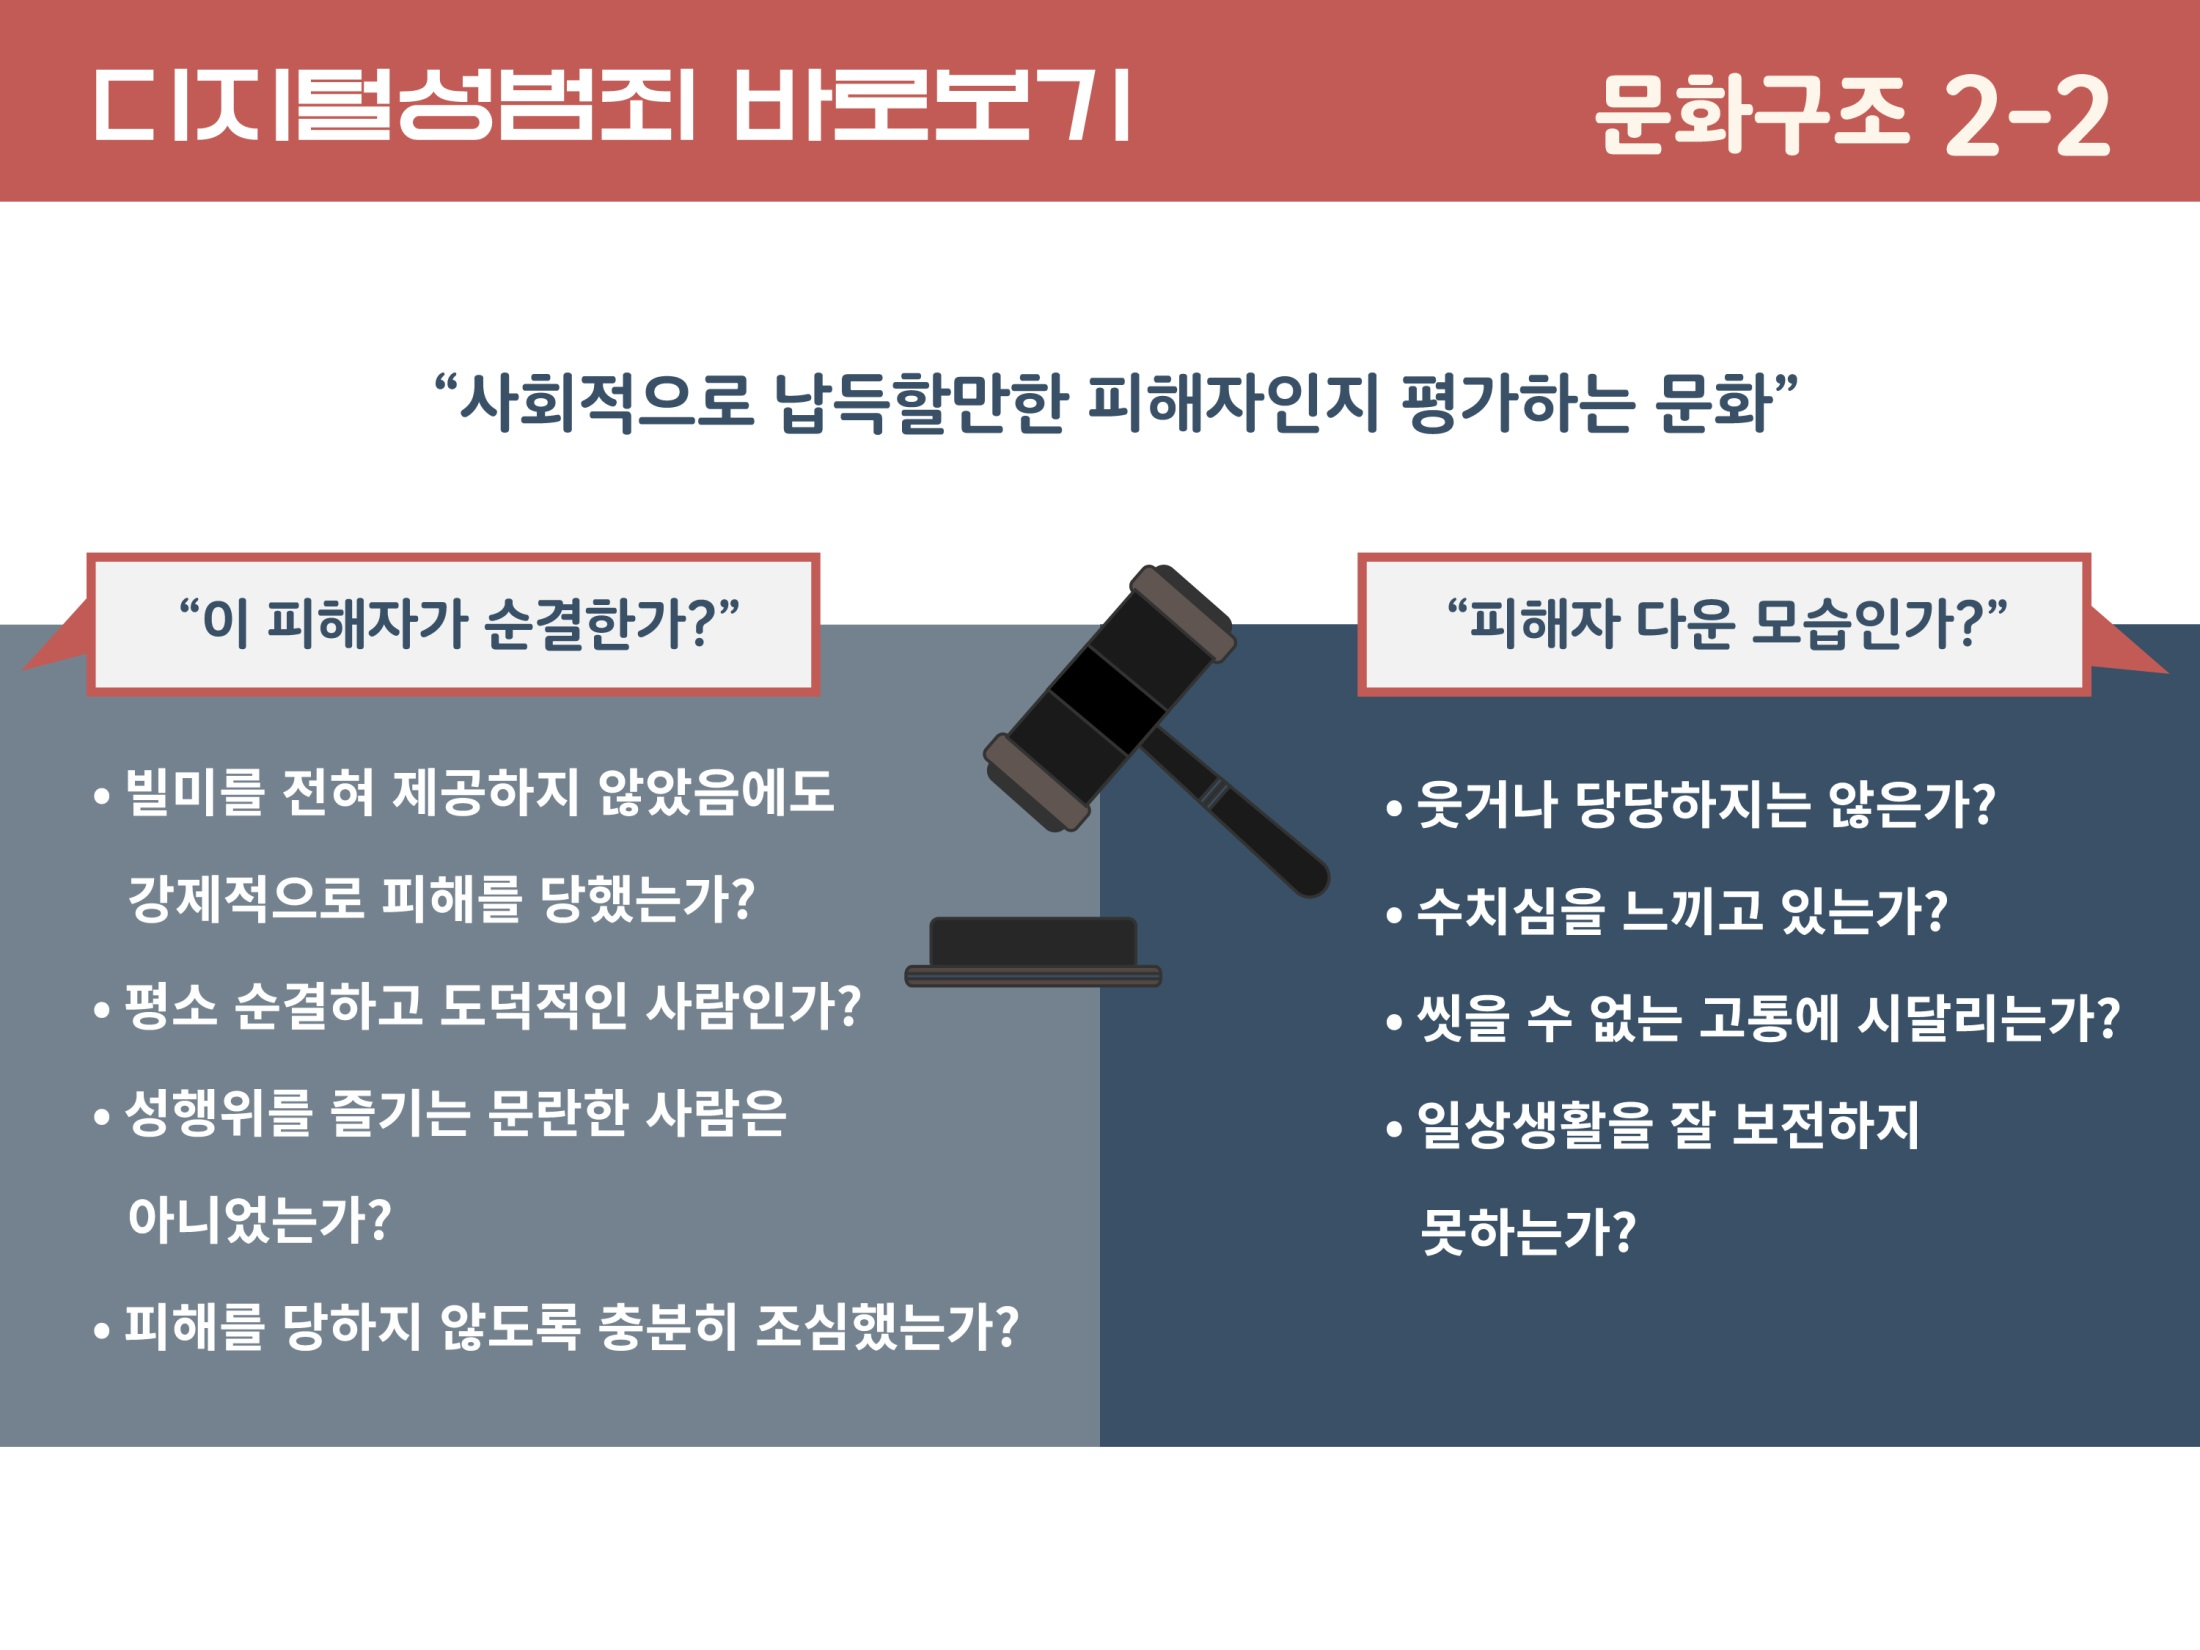 디지털성범죄 바로보기
문화구조 2-2
“사회적으로 납득할만한 피해자인지 평가하는 문화”
“이 피해자가 순결한가?”
• 빌미를 전혀 제공하지 않았음에도
강제적으로 피해를 당했는가?
• 평소 순결하고 도덕적인 사람인가?
• 성행위를 즐기는 문란한 사람은
아니었는가?
• 피해를 당하지 않도록 충분히 조심했는가?
“피해자 다운 모습인가?”
• 웃거나 당당하지는 않은가?
• 수치심을 느끼고 있는가?
• 씻을 수 없는 고통에 시달리는가?
• 일상생활을 잘 보전하지
못하는가?